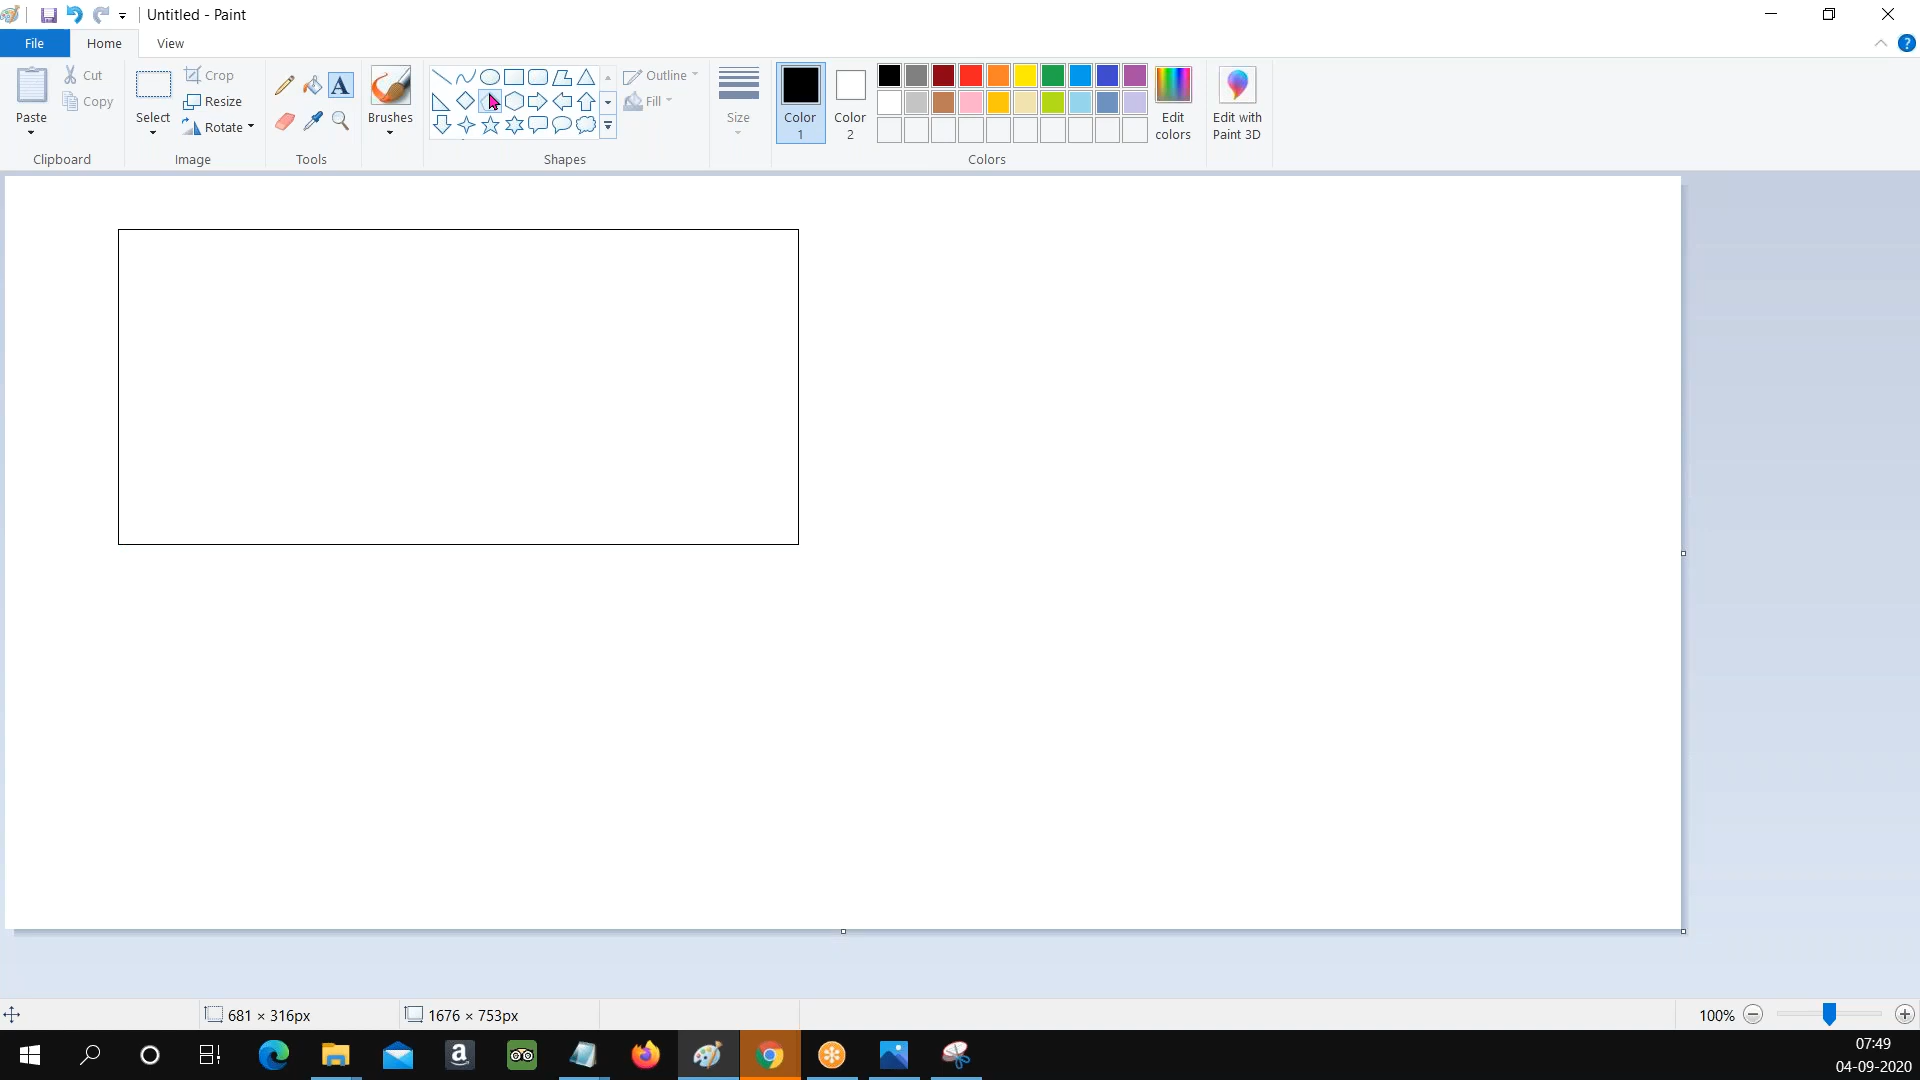 Untitled - Paint
File Home View
Paste
Cut
Copy
Clipboard
Select
Crop
Resize
Rotate
Image
A
Tools
Brushes
Shapes
Outline
Fill
Size
Color 1
Color 2
Colors
Edit colors
Edit with Paint 3D
?
681 × 316px
1676 × 753px
100%
a
07:49
04-09-2020